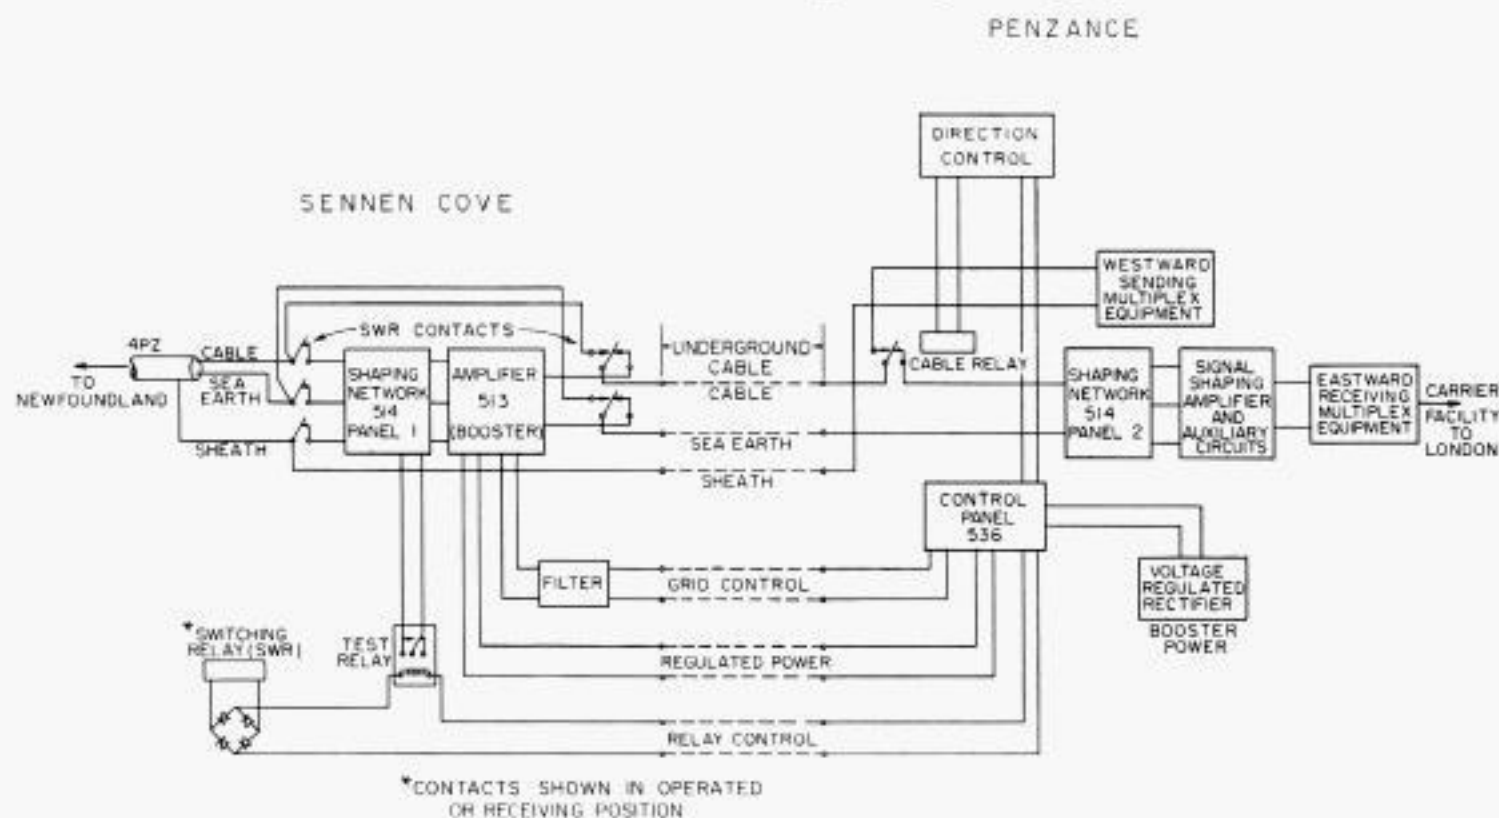 PENZANCE
DIRECTION
CONTROL
SENNEN COVE
WESTWARD
SENDING
MULTIPLEX
EQUIPMENT
SWR CONTACTS
4PZ
CABLE
TO
NEWFOUNDLAND
SEA
EARTH
SHEATH
SHAPING
NETWORK
514
PANEL 1
AMPLIFIER
513
(BOOSTER)
UNDERGROUND
CABLE
CABLE
SEA EARTH
SHEATH
CABLE RELAY
SHAPING
NETWORK
514
PANEL 2
SIGNAL
SHAPING
AMPLIFIER
AND
AUXILIARY
CIRCUITS
EASTWARD
RECEIVING
MULTIPLEX
EQUIPMENT
CARRIER
FACILITY
TO
LONDON
CONTROL
PANEL
536
FILTER
GRID CONTROL
VOLTAGE
REGULATED
RECTIFIER
BOOSTER
POWER
*SWITCHING
RELAY (SWR)
TEST
RELAY
REGULATED POWER
RELAY CONTROL
*CONTACTS SHOWN IN OPERATED
OR RECEIVING POSITION